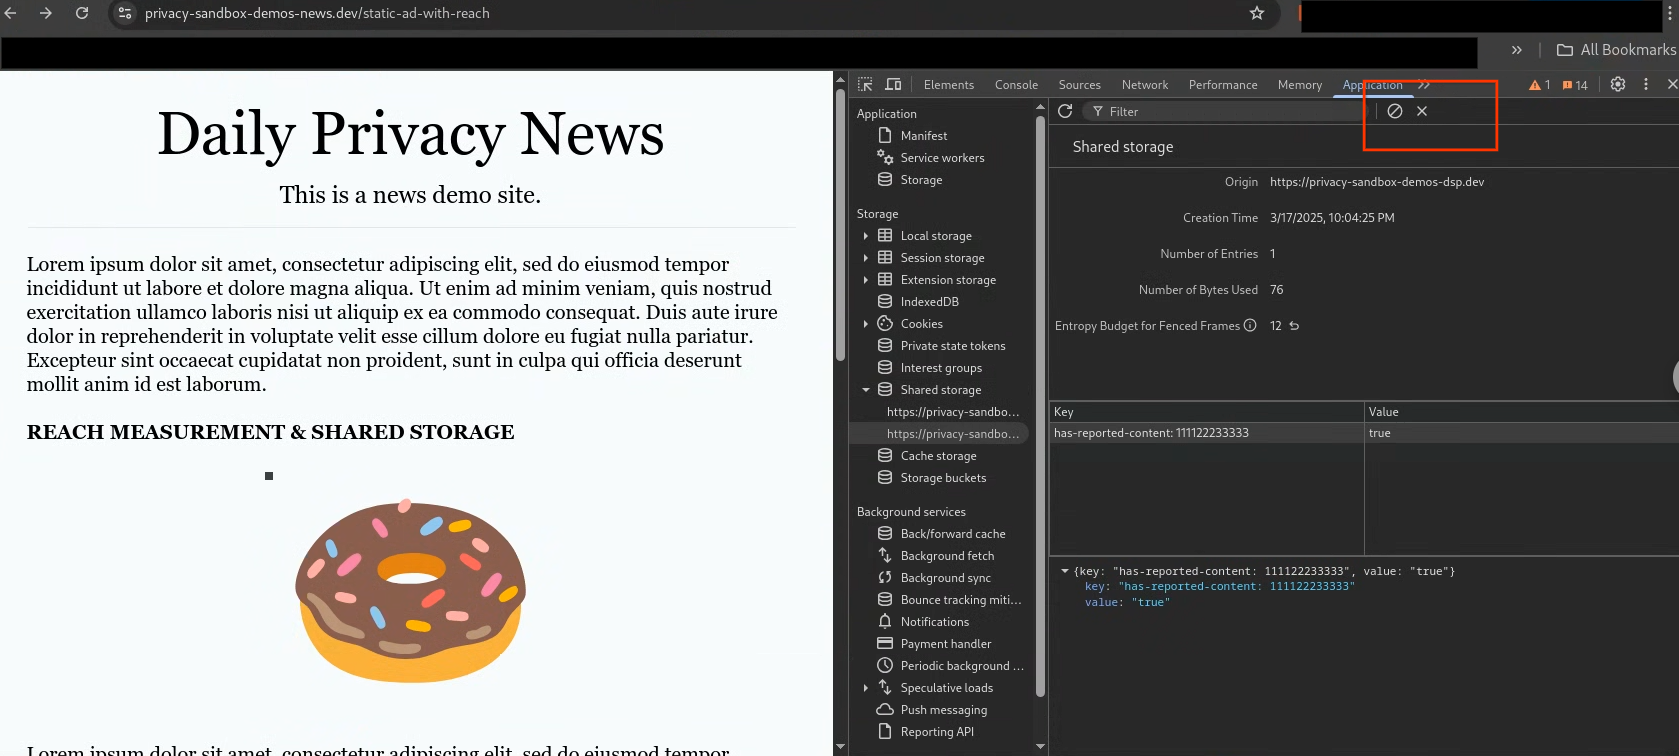 privacy-sandbox-demos-news.dev/static-ad-with-reach
All Bookmarks
Daily Privacy News
This is a news demo site.
Lorem ipsum dolor sit amet, consectetur adipiscing elit, sed do eiusmod tempor
incididunt ut labore et dolore magna aliqua. Ut enim ad minim veniam, quis nostrud
exercitation ullamco laboris nisi ut aliquip ex ea commodo consequat. Duis aute irure
dolor in reprehenderit in voluptate velit esse cillum dolore eu fugiat nulla pariatur.
Excepteur sint occaecat cupidatat non proident, sunt in culpa qui officia deserunt
mollit anim id est laborum.
REACH MEASUREMENT & SHARED STORAGE
Lorem ipsum dolor sit amet, consectetur adipiscing elit, sed do eiusmod tempor
Elements Console Sources Network Performance Memory Application 1 14
Application
Manifest
Service workers
Storage
Storage
Local storage
Session storage
Extension storage
IndexedDB
Cookies
Private state tokens
Interest groups
Shared storage
https://privacy-sandbo...
https://privacy-sandbo...
Cache storage
Storage buckets
Background services
Back/forward cache
Background fetch
Background sync
Bounce tracking miti...
Notifications
Payment handler
Periodic background ...
Speculative loads
Push messaging
Reporting API
Filter
Shared storage
Origin https://privacy-sandbox-demos-dsp.dev
Creation Time 3/17/2025, 10:04:25 PM
Number of Entries 1
Number of Bytes Used 76
Entropy Budget for Fenced Frames 12
Key Value
has-reported-content: 111122233333 true
{key: "has-reported-content: 111122233333", value: "true"}
key: "has-reported-content: 111122233333"
value: "true"